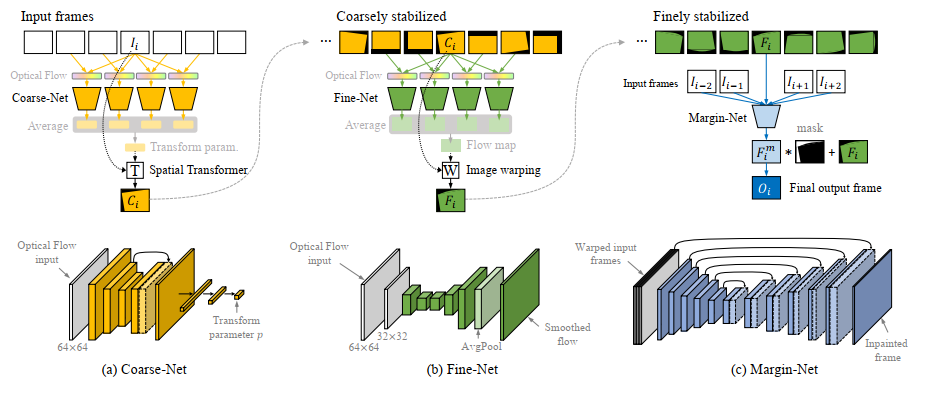 Input frames
I_i
Optical Flow
Coarse-Net
Average
Transform param.
T Spatial Transformer
C_i
Coarsely stabilized
... C_i
Optical Flow
Fine-Net
Average
Flow map
W Image warping
F_i
Finely stabilized
... F_i
Input frames I_{i-2} I_{i-1} I_{i+1} I_{i+2}
Margin-Net
mask
F_i^m * + F_i
O_i Final output frame
Optical Flow
input
64×64
Transform
parameter p
(a) Coarse-Net
Optical Flow
input
64×64
32×32
AvgPool
Smoothed
flow
(b) Fine-Net
Warped input
frames
Inpainted
frame
(c) Margin-Net